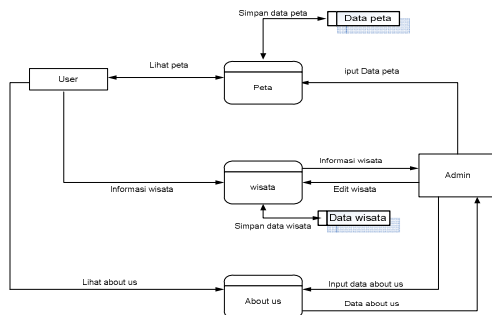 Simpan data peta
Data peta
Lihat peta
iput Data peta
User
Peta
Informasi wisata
Admin
Informasi wisata
wisata
Edit wisata
Simpan data wisata
Data wisata
Lihat about us
Input data about us
About us
Data about us